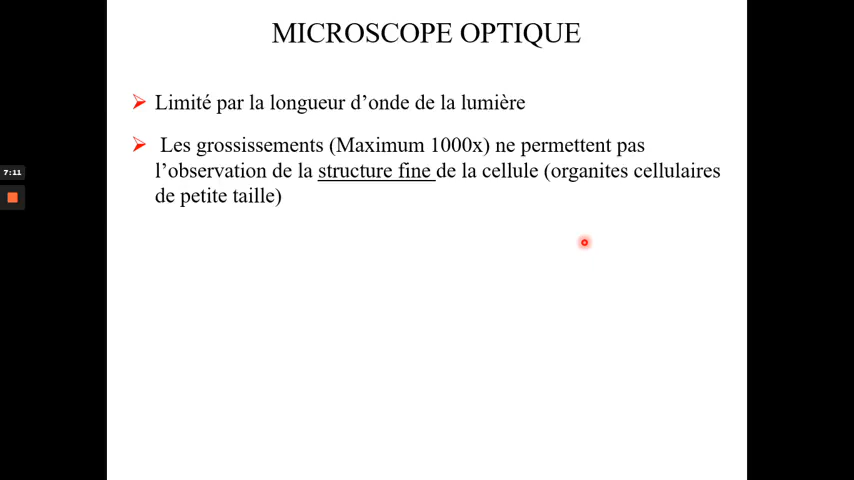 MICROSCOPE OPTIQUE
Limité par la longueur d’onde de la lumière
Les grossissements (Maximum 1000x) ne permettent pas
l’observation de la structure fine de la cellule (organites cellulaires
de petite taille)
7:11